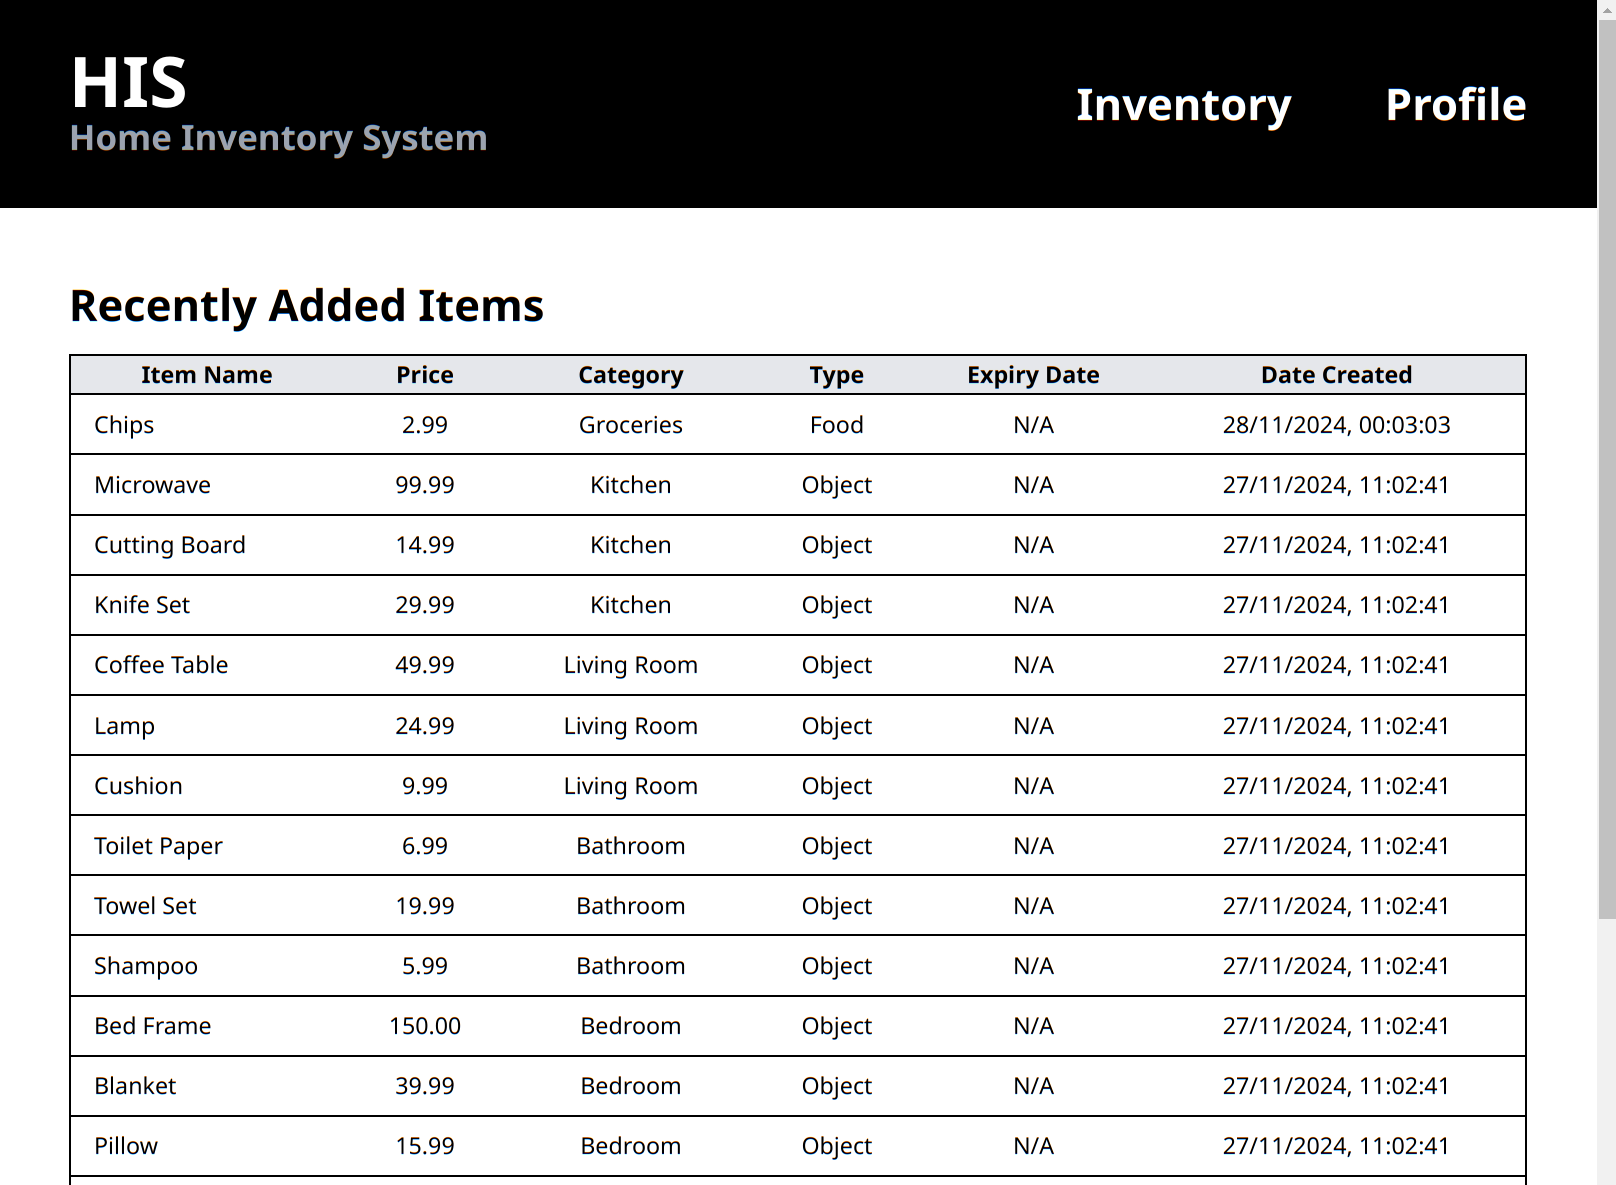 HIS
Home Inventory System
Inventory Profile
Recently Added Items
Item Name Price Category Type Expiry Date Date Created
Chips 2.99 Groceries Food N/A 28/11/2024, 00:03:03
Microwave 99.99 Kitchen Object N/A 27/11/2024, 11:02:41
Cutting Board 14.99 Kitchen Object N/A 27/11/2024, 11:02:41
Knife Set 29.99 Kitchen Object N/A 27/11/2024, 11:02:41
Coffee Table 49.99 Living Room Object N/A 27/11/2024, 11:02:41
Lamp 24.99 Living Room Object N/A 27/11/2024, 11:02:41
Cushion 9.99 Living Room Object N/A 27/11/2024, 11:02:41
Toilet Paper 6.99 Bathroom Object N/A 27/11/2024, 11:02:41
Towel Set 19.99 Bathroom Object N/A 27/11/2024, 11:02:41
Shampoo 5.99 Bathroom Object N/A 27/11/2024, 11:02:41
Bed Frame 150.00 Bedroom Object N/A 27/11/2024, 11:02:41
Blanket 39.99 Bedroom Object N/A 27/11/2024, 11:02:41
Pillow 15.99 Bedroom Object N/A 27/11/2024, 11:02:41